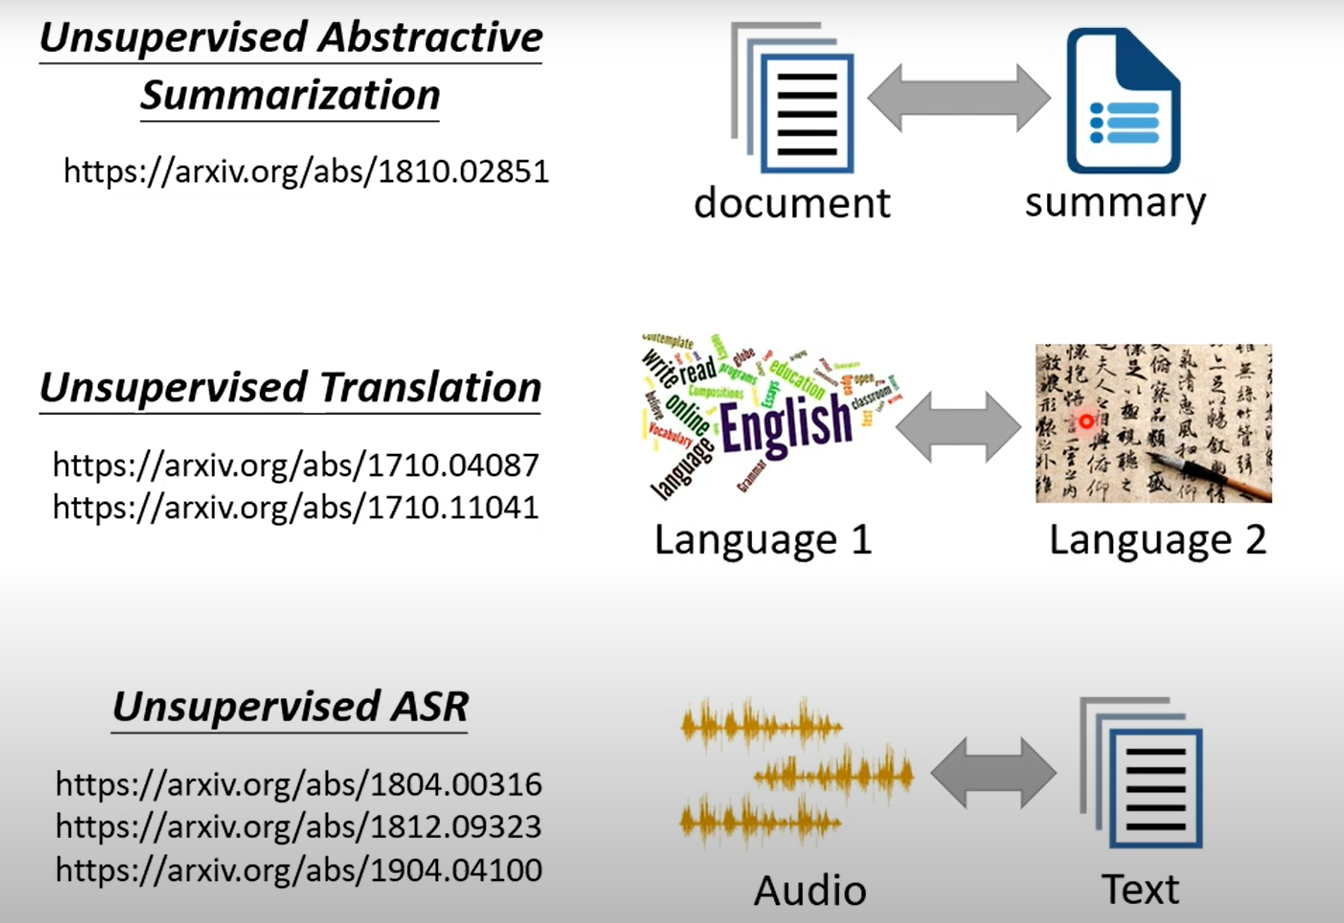 Unsupervised Abstractive
Summarization
https://arxiv.org/abs/1810.02851
document
summary
Unsupervised Translation
https://arxiv.org/abs/1710.04087
https://arxiv.org/abs/1710.11041
contemplate
write
read
globe
programs
education
Compositions
Essays
open
classroom
online
English
Vocabulary
language
Grammar
Language 1
Language 2
Unsupervised ASR
https://arxiv.org/abs/1804.00316
https://arxiv.org/abs/1812.09323
https://arxiv.org/abs/1904.04100
Audio
Text